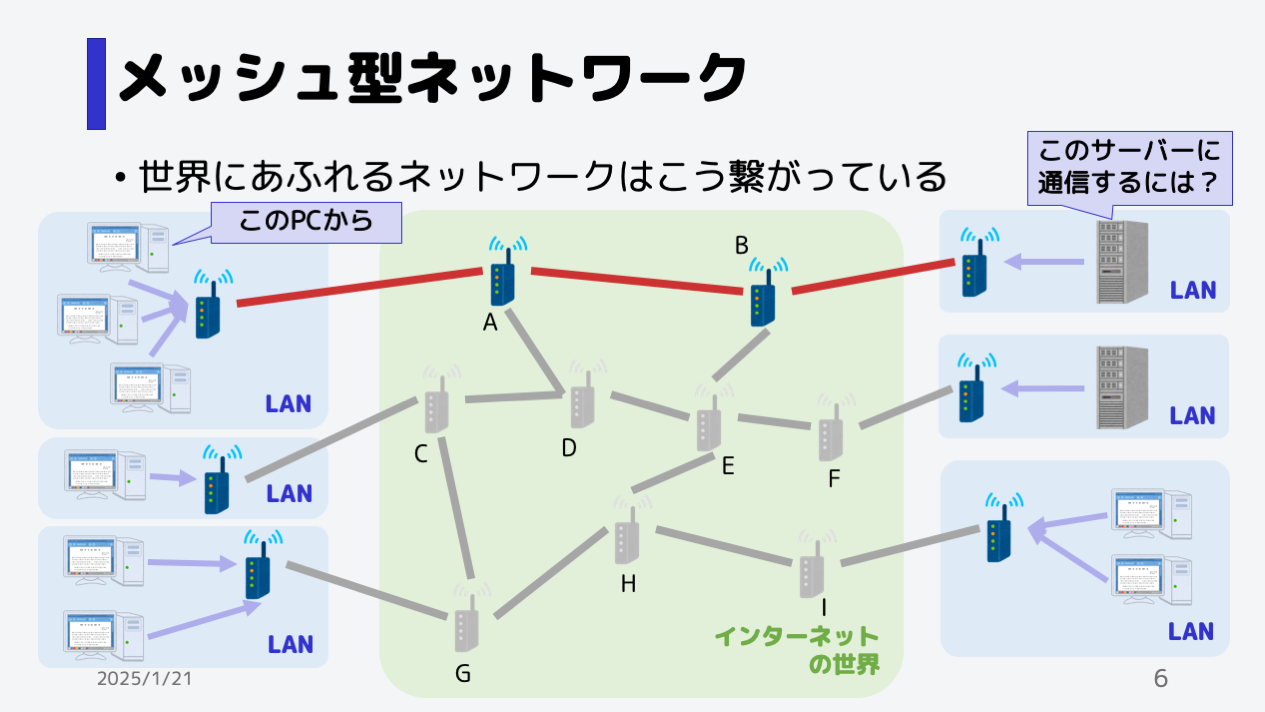 メッシュ型ネットワーク
• 世界にあふれるネットワークはこう繋がっている
このサーバーに
通信するには？
このPCから
A
B
LAN
LAN
C
D
E
F
LAN
LAN
G
H
I
LAN
LAN
インターネット
の世界
2025/1/21
6